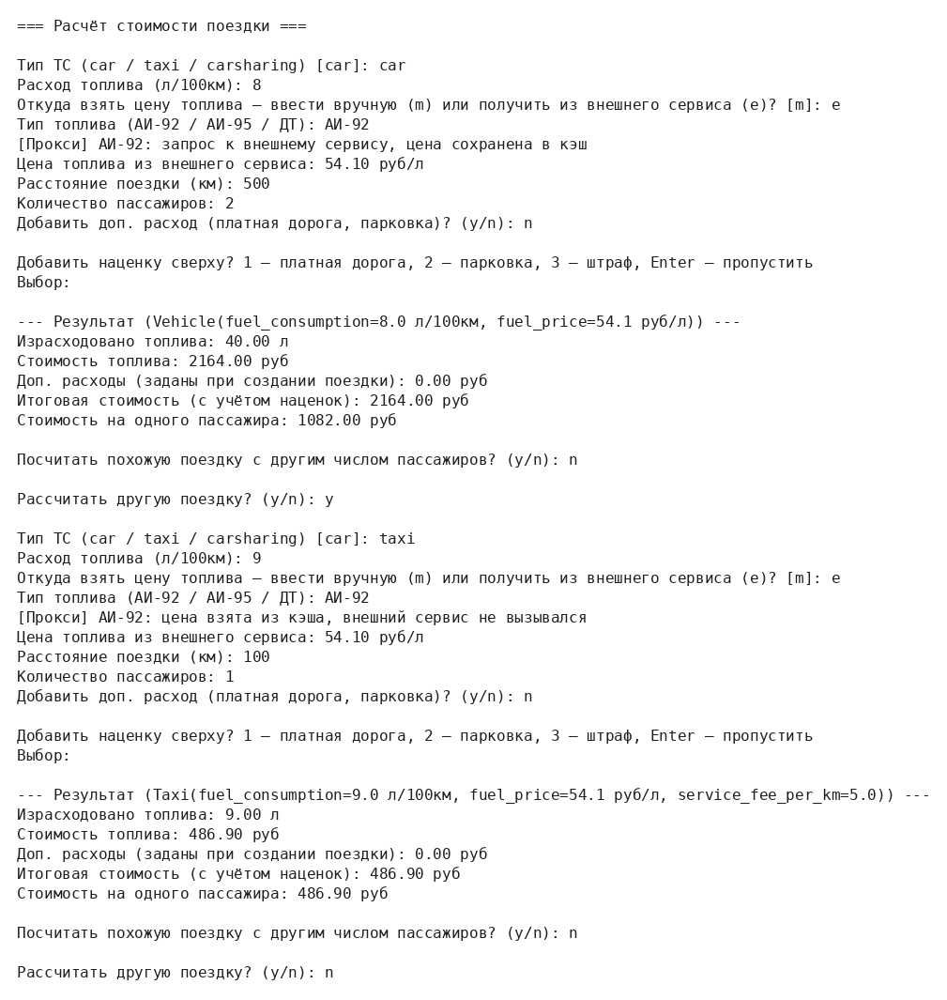 === Расчёт стоимости поездки ===
Тип ТС (car / taxi / carsharing) [car]: car
Расход топлива (л/100км): 8
Откуда взять цену топлива — ввести вручную (m) или получить из внешнего сервиса (e)? [m]: e
Тип топлива (АИ-92 / АИ-95 / ДТ): АИ-92
[Прокси] АИ-92: запрос к внешнему сервису, цена сохранена в кэш
Цена топлива из внешнего сервиса: 54.10 руб/л
Расстояние поездки (км): 500
Количество пассажиров: 2
Добавить доп. расход (платная дорога, парковка)? (y/n): n
Добавить наценку сверху? 1 — платная дорога, 2 — парковка, 3 — штраф, Enter — пропустить
Выбор:
--- Результат (Vehicle(fuel_consumption=8.0 л/100км, fuel_price=54.1 руб/л)) ---
Израсходовано топлива: 40.00 л
Стоимость топлива: 2164.00 руб
Доп. расходы (заданы при создании поездки): 0.00 руб
Итоговая стоимость (с учётом наценок): 2164.00 руб
Стоимость на одного пассажира: 1082.00 руб
Посчитать похожую поездку с другим числом пассажиров? (y/n): n
Рассчитать другую поездку? (y/n): y
Тип ТС (car / taxi / carsharing) [car]: taxi
Расход топлива (л/100км): 9
Откуда взять цену топлива — ввести вручную (m) или получить из внешнего сервиса (e)? [m]: e
Тип топлива (АИ-92 / АИ-95 / ДТ): АИ-92
[Прокси] АИ-92: цена взята из кэша, внешний сервис не вызывался
Цена топлива из внешнего сервиса: 54.10 руб/л
Расстояние поездки (км): 100
Количество пассажиров: 1
Добавить доп. расход (платная дорога, парковка)? (y/n): n
Добавить наценку сверху? 1 — платная дорога, 2 — парковка, 3 — штраф, Enter — пропустить
Выбор:
--- Результат (Taxi(fuel_consumption=9.0 л/100км, fuel_price=54.1 руб/л, service_fee_per_km=5.0)) ---
Израсходовано топлива: 9.00 л
Стоимость топлива: 486.90 руб
Доп. расходы (заданы при создании поездки): 0.00 руб
Итоговая стоимость (с учётом наценок): 486.90 руб
Стоимость на одного пассажира: 486.90 руб
Посчитать похожую поездку с другим числом пассажиров? (y/n): n
Рассчитать другую поездку? (y/n): n